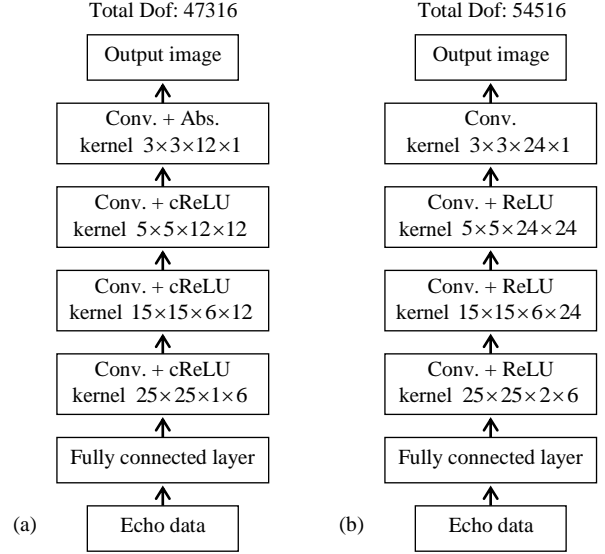 Total Dof: 47316
Output image
Conv. + Abs.
kernel 3×3×12×1
Conv. + cReLU
kernel 5×5×12×12
Conv. + cReLU
kernel 15×15×6×12
Conv. + cReLU
kernel 25×25×1×6
Fully connected layer
(a)
Echo data
Total Dof: 54516
Output image
Conv.
kernel 3×3×24×1
Conv. + ReLU
kernel 5×5×24×24
Conv. + ReLU
kernel 15×15×6×24
Conv. + ReLU
kernel 25×25×2×6
Fully connected layer
(b)
Echo data